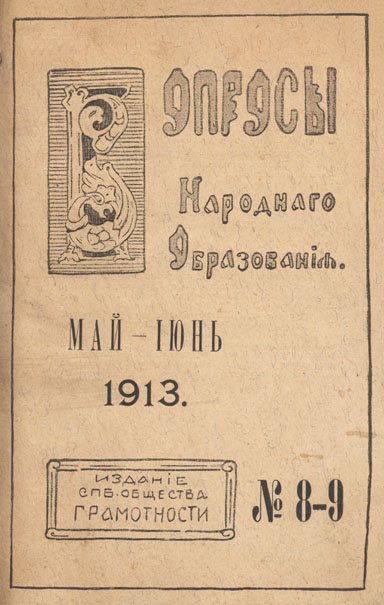 ВОПРОСЫ
Народнаго
Образованія.
МАЙ–ІЮНЬ
1913.
ИЗДАНІЕ
СПБ. ОБЩЕСТВА
ГРАМОТНОСТИ
№ 8–9